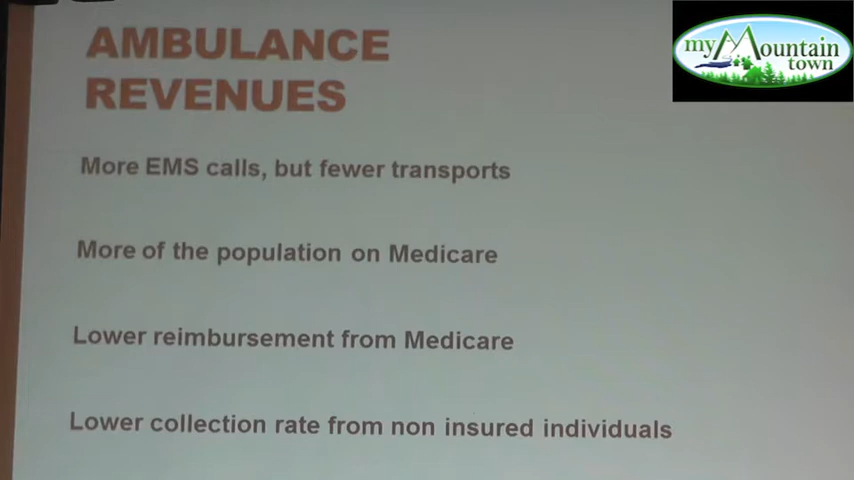 AMBULANCE
REVENUES
More EMS calls, but fewer transports
More of the population on Medicare
Lower reimbursement from Medicare
Lower collection rate from non insured individuals
my Mountain
town